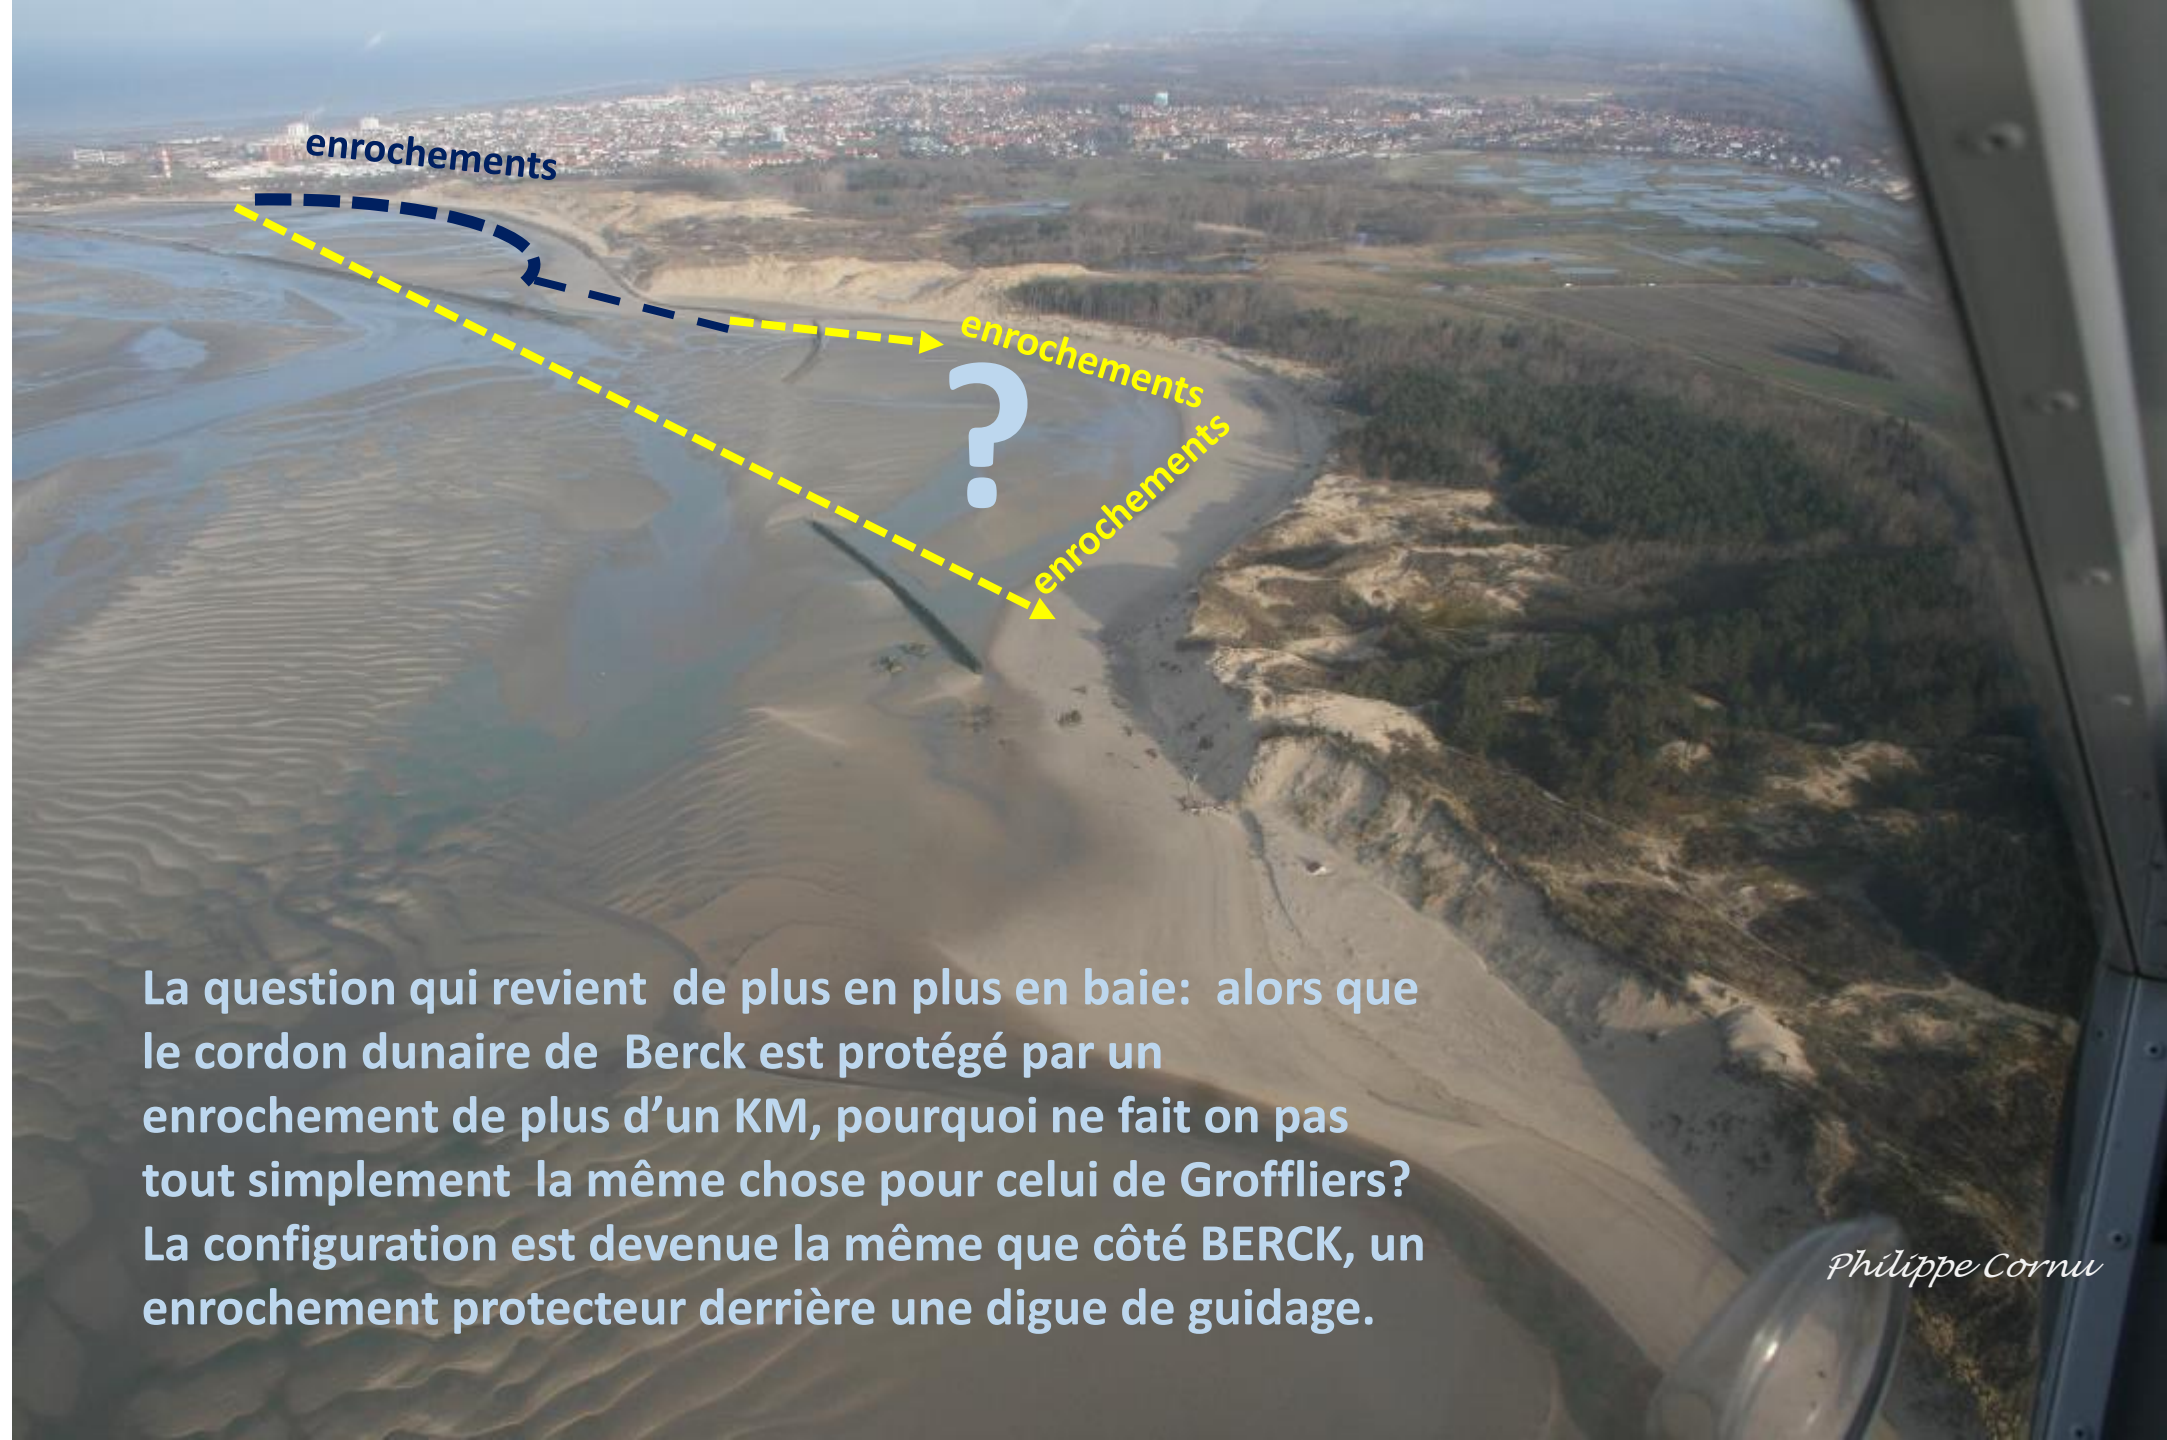 enrochements
enrochements
?
enrochements
La question qui revient de plus en plus en baie: alors que
le cordon dunaire de Berck est protégé par un
enrochement de plus d’un KM, pourquoi ne fait on pas
tout simplement la même chose pour celui de Groffliers?
La configuration est devenue la même que côté BERCK, un
enrochement protecteur derrière une digue de guidage.
Philippe Cornu